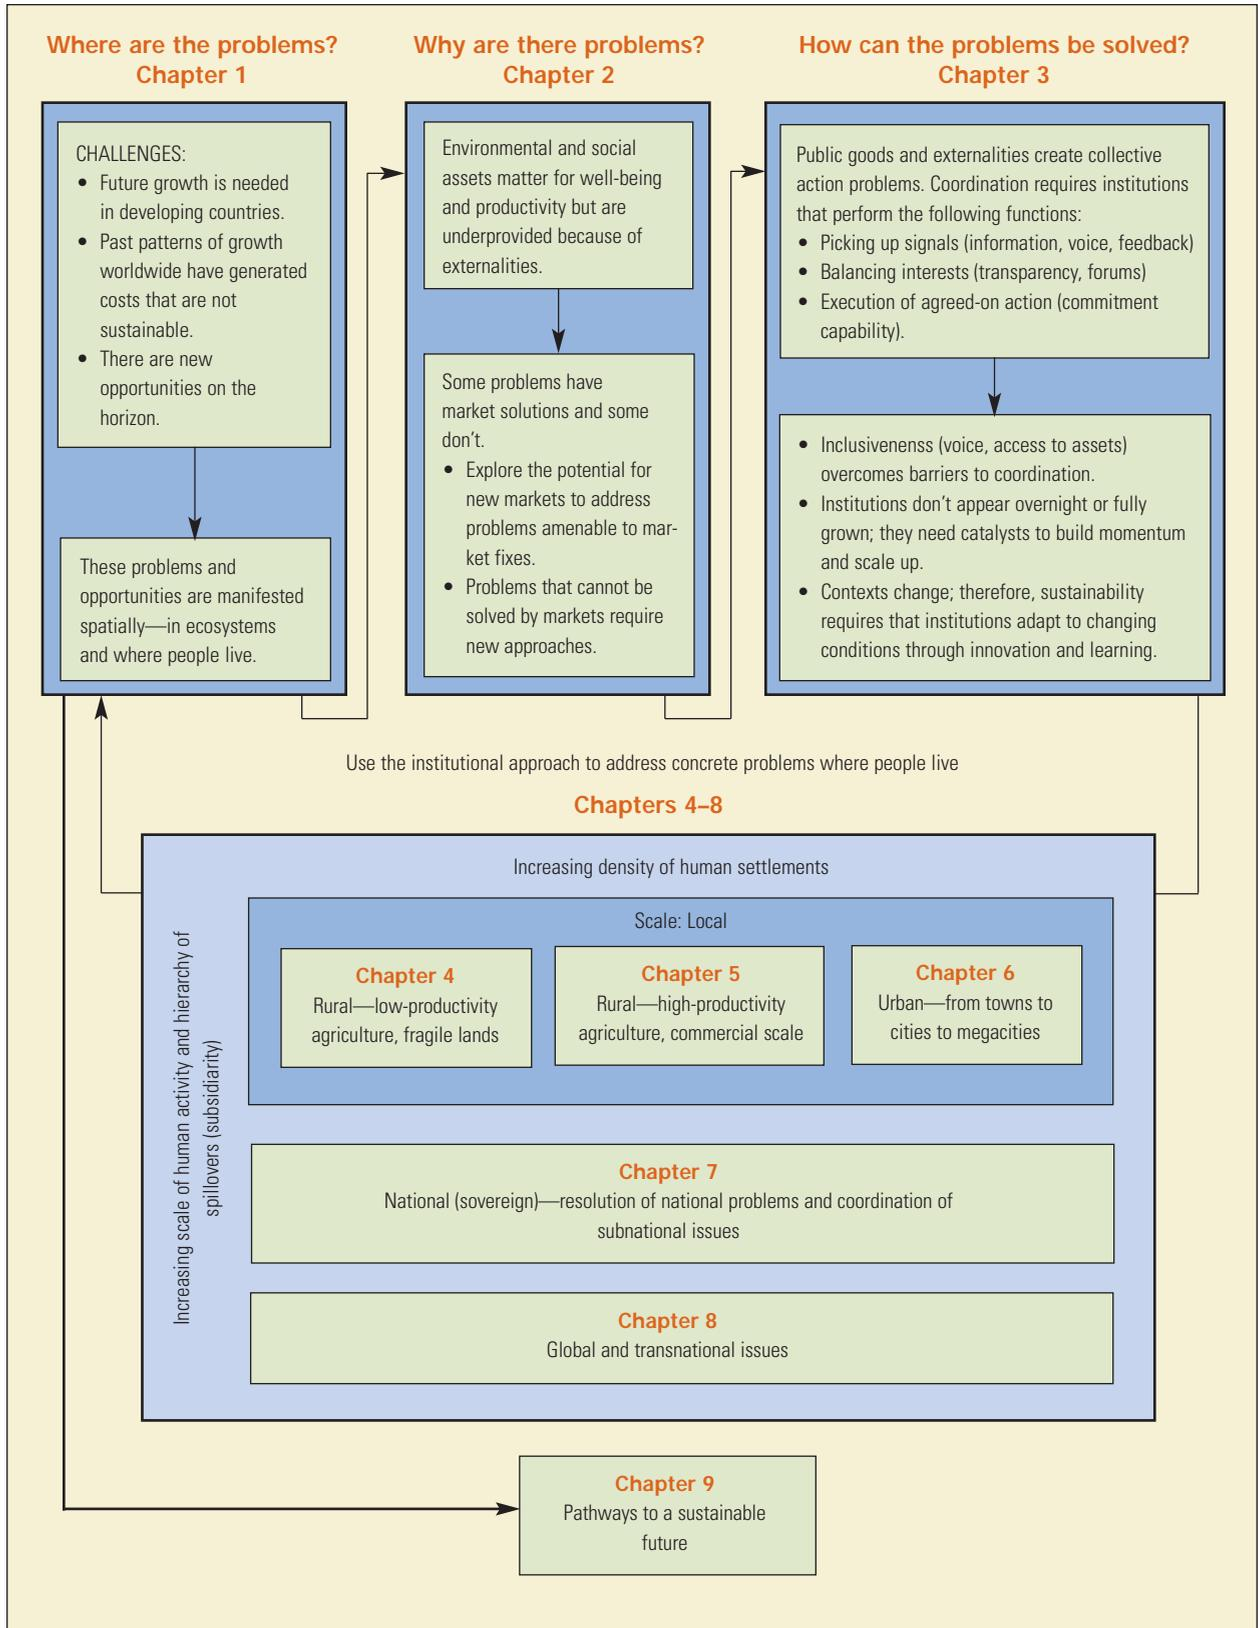 Where are the problems?
Chapter 1
CHALLENGES:
• Future growth is needed
in developing countries.
• Past patterns of growth
worldwide have generated
costs that are not
sustainable.
• There are new
opportunities on the
horizon.
These problems and
opportunities are manifested
spatially—in ecosystems
and where people live.
Why are there problems?
Chapter 2
Environmental and social
assets matter for well-being
and productivity but are
underprovided because of
externalities.
Some problems have
market solutions and some
don't.
• Explore the potential for
new markets to address
problems amenable to mar-
ket fixes.
• Problems that cannot be
solved by markets require
new approaches.
How can the problems be solved?
Chapter 3
Public goods and externalities create collective
action problems. Coordination requires institutions
that perform the following functions:
• Picking up signals (information, voice, feedback)
• Balancing interests (transparency, forums)
• Execution of agreed-on action (commitment
capability).
• Inclusivenenss (voice, access to assets)
overcomes barriers to coordination.
• Institutions don't appear overnight or fully
grown; they need catalysts to build momentum
and scale up.
• Contexts change; therefore, sustainability
requires that institutions adapt to changing
conditions through innovation and learning.
Use the institutional approach to address concrete problems where people live
Chapters 4–8
Increasing density of human settlements
Increasing scale of human activity and hierarchy of
spillovers (subsidiarity)
Scale: Local
Chapter 4
Rural—low-productivity
agriculture, fragile lands
Chapter 5
Rural—high-productivity
agriculture, commercial scale
Chapter 6
Urban—from towns to
cities to megacities
Chapter 7
National (sovereign)—resolution of national problems and coordination of
subnational issues
Chapter 8
Global and transnational issues
Chapter 9
Pathways to a sustainable
future